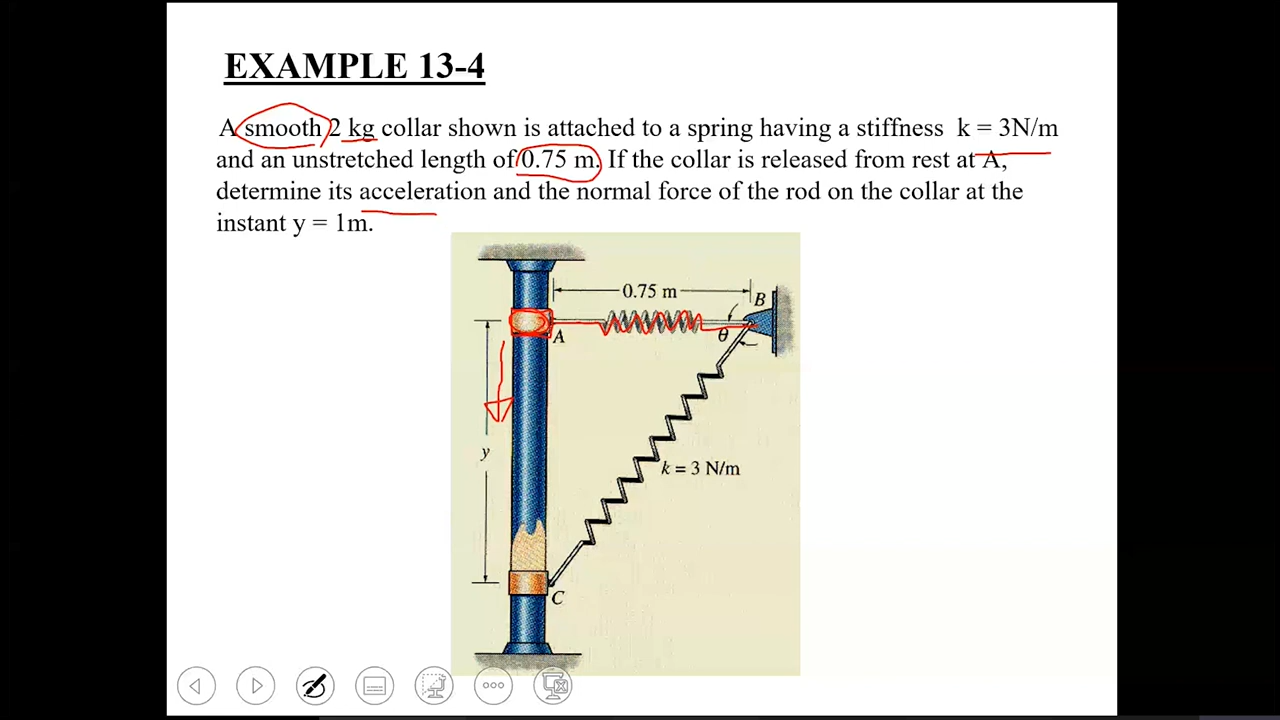 EXAMPLE 13-4
A smooth 2 kg collar shown is attached to a spring having a stiffness k = 3N/m
and an unstretched length of 0.75 m. If the collar is released from rest at A,
determine its acceleration and the normal force of the rod on the collar at the
instant y = 1m.
0.75 m
B
A
θ
y
k = 3 N/m
C